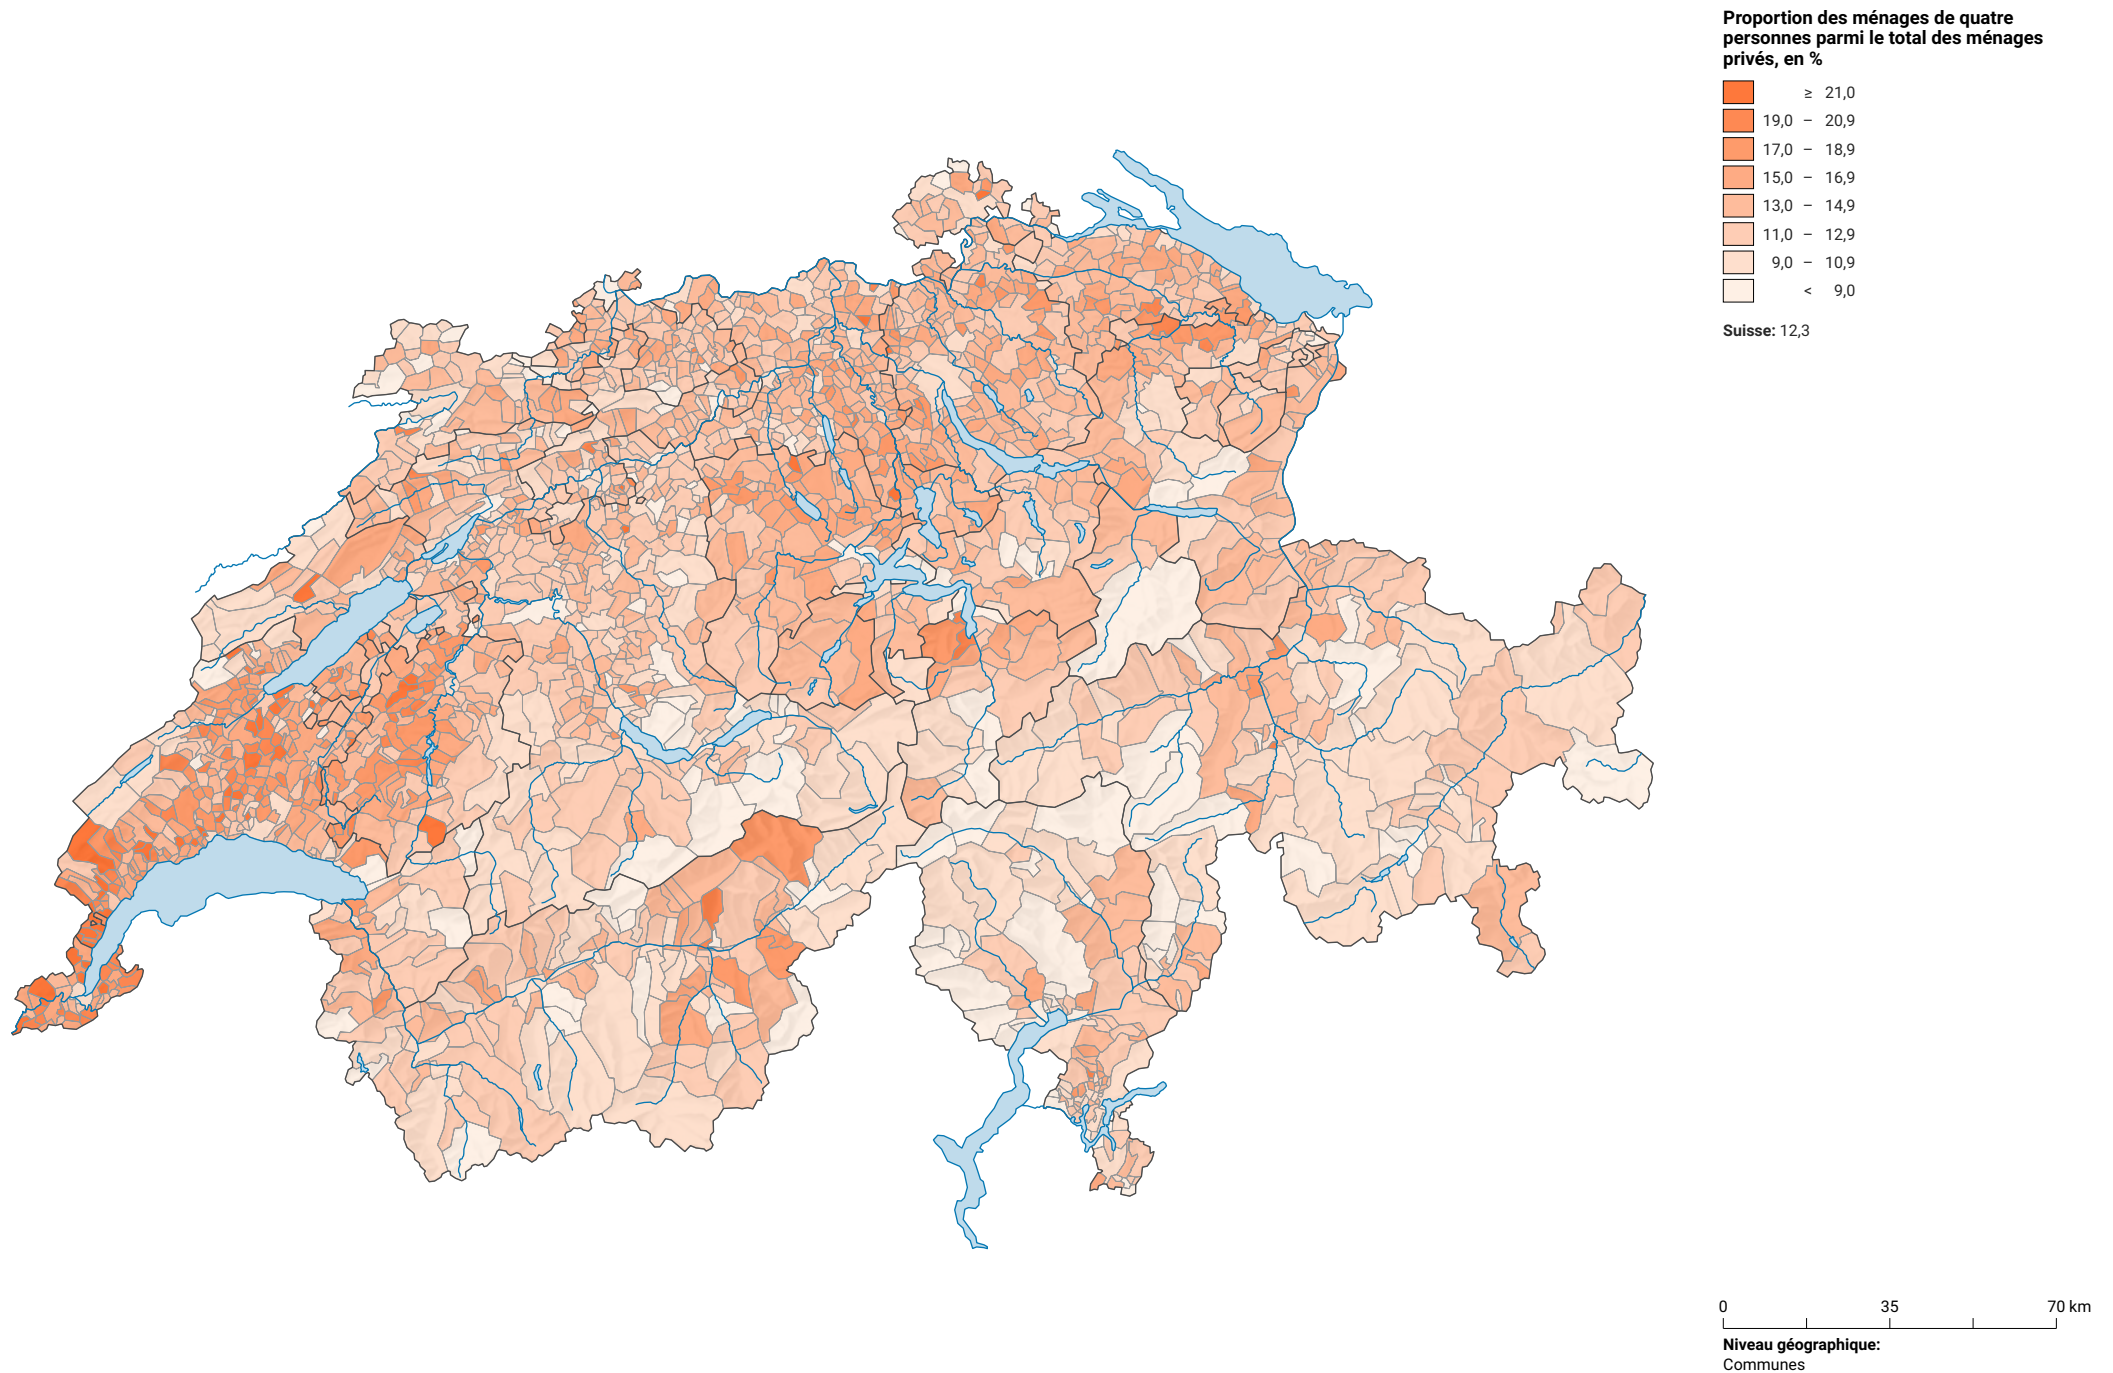 Proportion des ménages de quatre
personnes parmi le total des ménages
privés, en %
≥ 21,0
19,0 – 20,9
17,0 – 18,9
15,0 – 16,9
13,0 – 14,9
11,0 – 12,9
9,0 – 10,9
< 9,0
Suisse: 12,3
0 35 70 km
Niveau géographique:
Communes